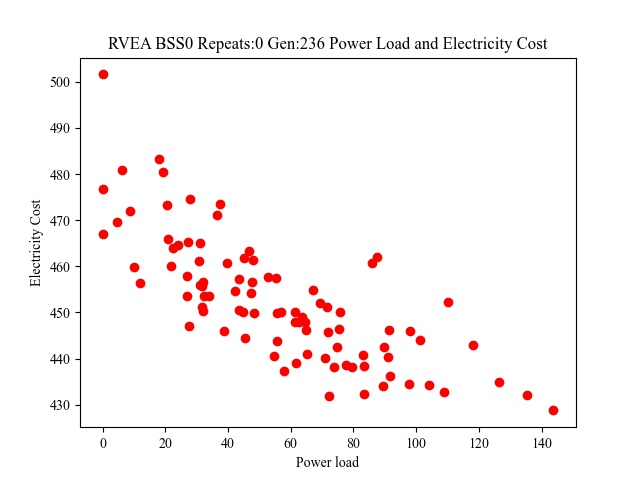 RVEA BSS0 Repeats:0 Gen:236 Power Load and Electricity Cost
500
490
480
470
460
450
440
430
Electricity Cost
0 20 40 60 80 100 120 140
Power load